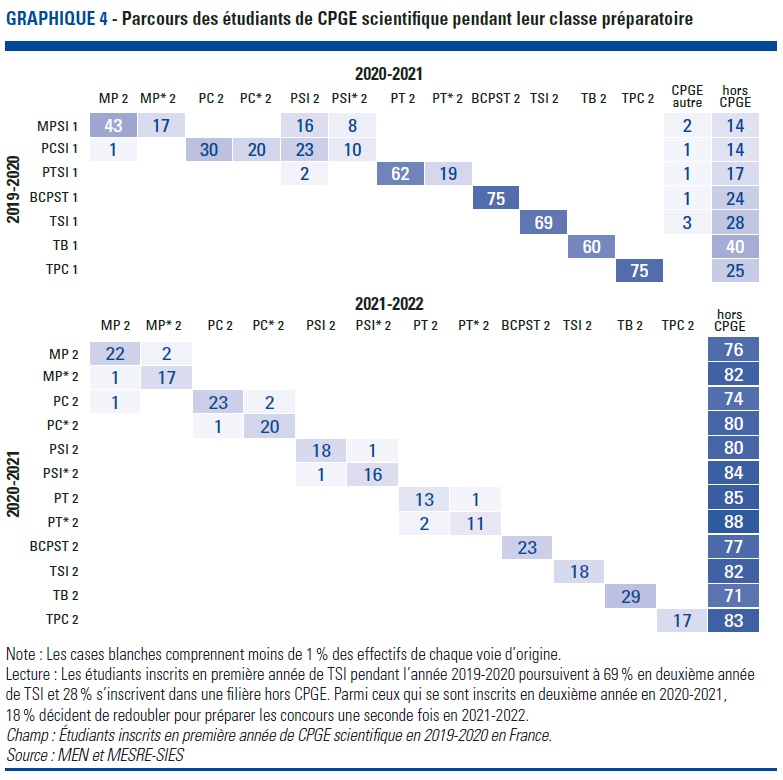 GRAPHIQUE 4 - Parcours des étudiants de CPGE scientifique pendant leur classe préparatoire
2020-2021
MP 2 MP* 2 PC 2 PC* 2 PSI 2 PSI* 2 PT 2 PT* 2 BCPST 2 TSI 2 TB 2 TPC 2 CPGE autre hors CPGE
2019-2020
MPSI 1 43 17 16 8 2 14
PCSI 1 1 30 20 23 10 1 14
PTSI 1 2 62 19 1 17
BCPST 1 75 1 24
TSI 1 69 3 28
TB 1 60 40
TPC 1 75 25
2021-2022
MP 2 MP* 2 PC 2 PC* 2 PSI 2 PSI* 2 PT 2 PT* 2 BCPST 2 TSI 2 TB 2 TPC 2 hors CPGE
2020-2021
MP 2 22 2 76
MP* 2 1 17 82
PC 2 1 23 2 74
PC* 2 1 20 80
PSI 2 18 1 80
PSI* 2 1 16 84
PT 2 13 1 85
PT* 2 2 11 88
BCPST 2 23 77
TSI 2 18 82
TB 2 29 71
TPC 2 17 83
Note : Les cases blanches comprennent moins de 1 % des effectifs de chaque voie d'origine.
Lecture : Les étudiants inscrits en première année de TSI pendant l'année 2019-2020 poursuivent à 69 % en deuxième année
de TSI et 28 % s'inscrivent dans une filière hors CPGE. Parmi ceux qui se sont inscrits en deuxième année en 2020-2021,
18 % décident de redoubler pour préparer les concours une seconde fois en 2021-2022.
Champ : Étudiants inscrits en première année de CPGE scientifique en 2019-2020 en France.
Source : MEN et MESRE-SIES